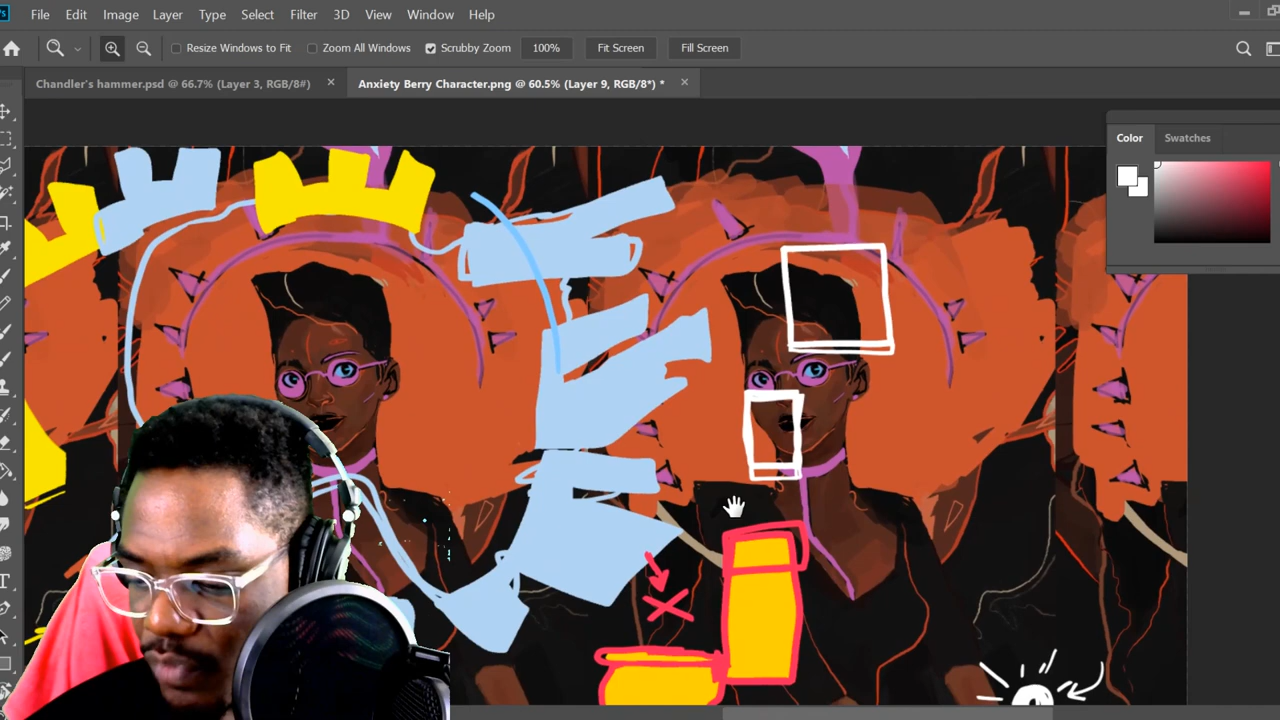 Ps File Edit Image Layer Type Select Filter 3D View Window Help
Resize Windows to Fit Zoom All Windows Scrubby Zoom 100% Fit Screen Fill Screen
Chandler's hammer.psd @ 66.7% (Layer 3, RGB/8#) × Anxiety Berry Character.png @ 60.5% (Layer 9, RGB/8*) * ×
Color Swatches